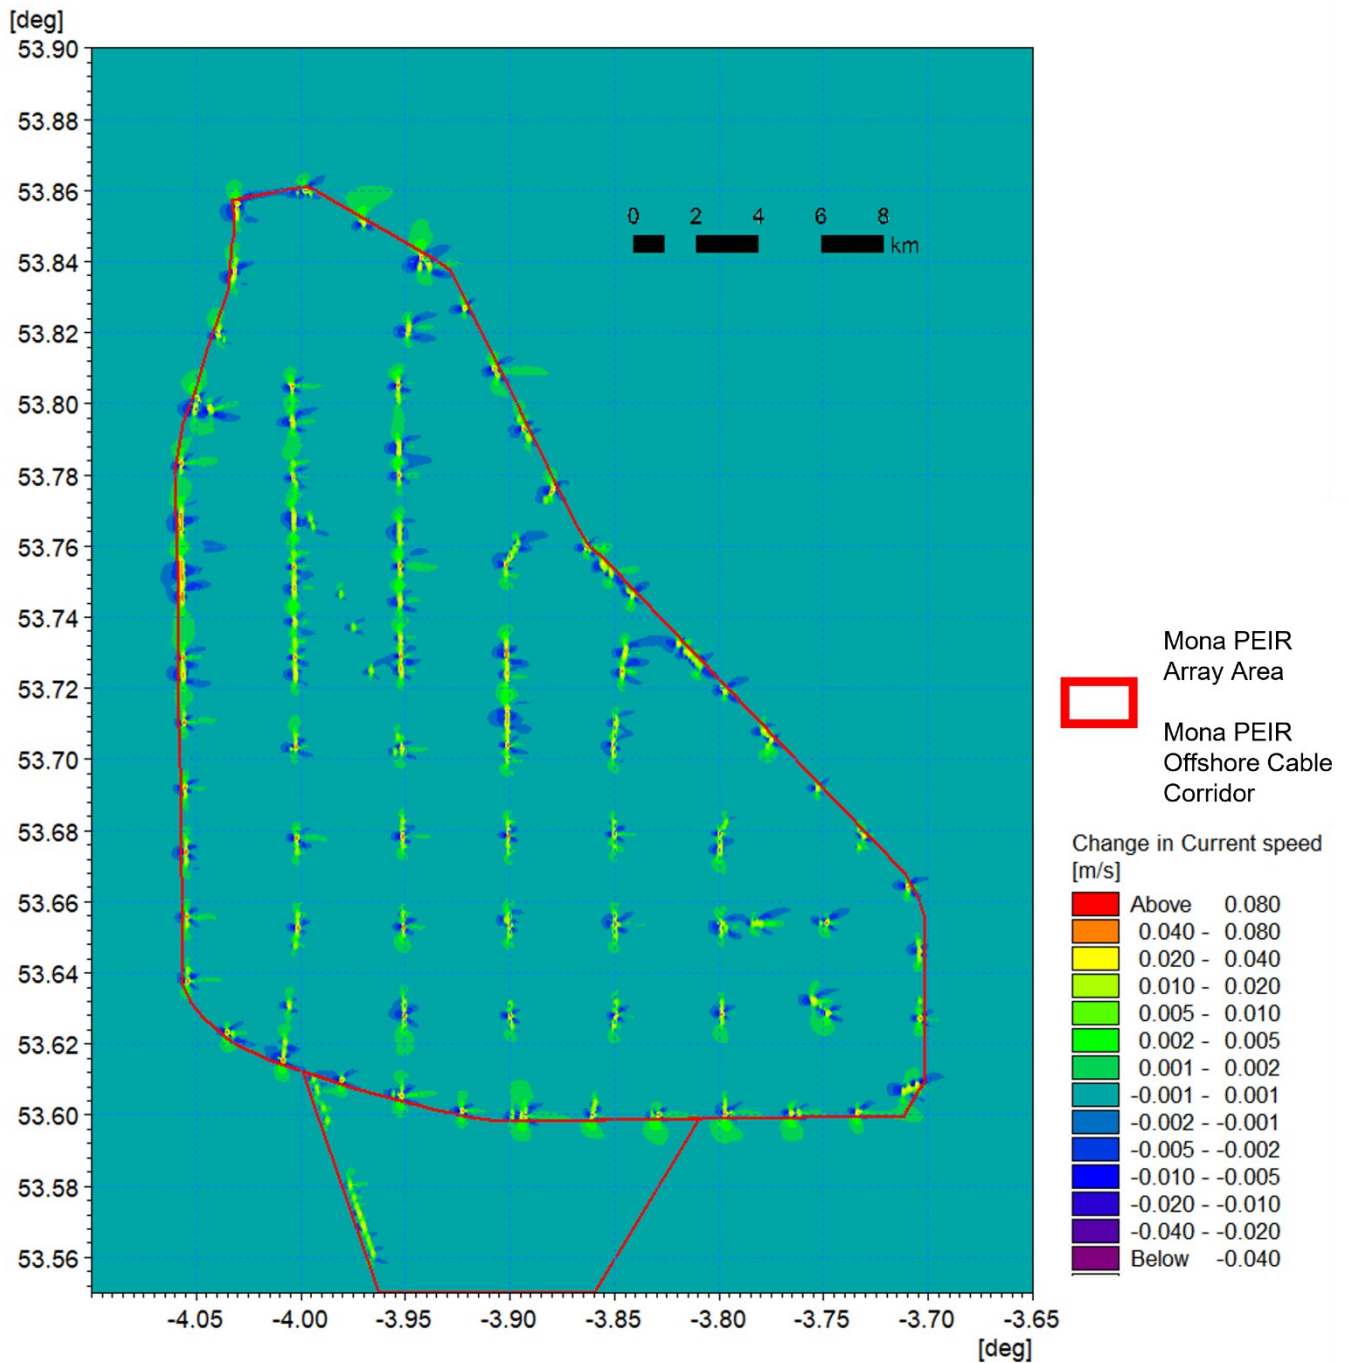 [deg]
53.90
53.88
53.86
53.84
53.82
53.80
53.78
53.76
53.74
53.72
53.70
53.68
53.66
53.64
53.62
53.60
53.58
53.56
0 2 4 6 8
km
-4.05 -4.00 -3.95 -3.90 -3.85 -3.80 -3.75 -3.70 -3.65
[deg]
Mona PEIR
Array Area
Mona PEIR
Offshore Cable
Corridor
Change in Current speed
[m/s]
Above 0.080
0.040 - 0.080
0.020 - 0.040
0.010 - 0.020
0.005 - 0.010
0.002 - 0.005
0.001 - 0.002
-0.001 - 0.001
-0.002 - -0.001
-0.005 - -0.002
-0.010 - -0.005
-0.020 - -0.010
-0.040 - -0.020
Below -0.040